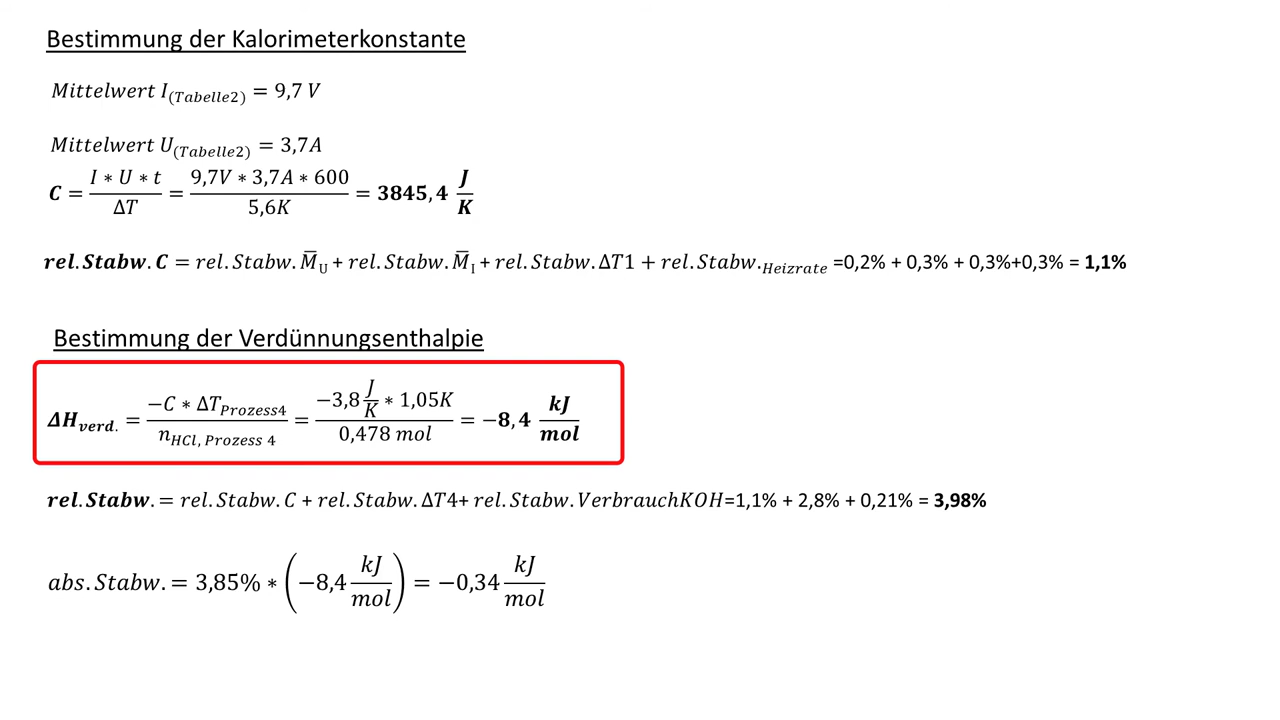 Bestimmung der Kalorimeterkonstante
Mittelwert I(Tabelle2) = 9,7 V
Mittelwert U(Tabelle2) = 3,7A
C = I ∗ U ∗ t / ΔT = 9,7V ∗ 3,7A ∗ 600 / 5,6K = 3845,4 J/K
rel.Stabw.C = rel.Stabw.M̅U + rel.Stabw.M̅I + rel.Stabw.ΔT1 + rel.Stabw.Heizrate =0,2% + 0,3% + 0,3%+0,3% = 1,1%
Bestimmung der Verdünnungsenthalpie
ΔHverd. = −C ∗ ΔTProzess4 / nHCl, Prozess 4 = −3,8 J/K ∗ 1,05K / 0,478 mol = −8,4 kJ/mol
rel.Stabw. = rel.Stabw.C + rel.Stabw.ΔT4+ rel.Stabw.VerbrauchKOH=1,1% + 2,8% + 0,21% = 3,98%
abs.Stabw. = 3,85% ∗ (−8,4 kJ/mol) = −0,34 kJ/mol